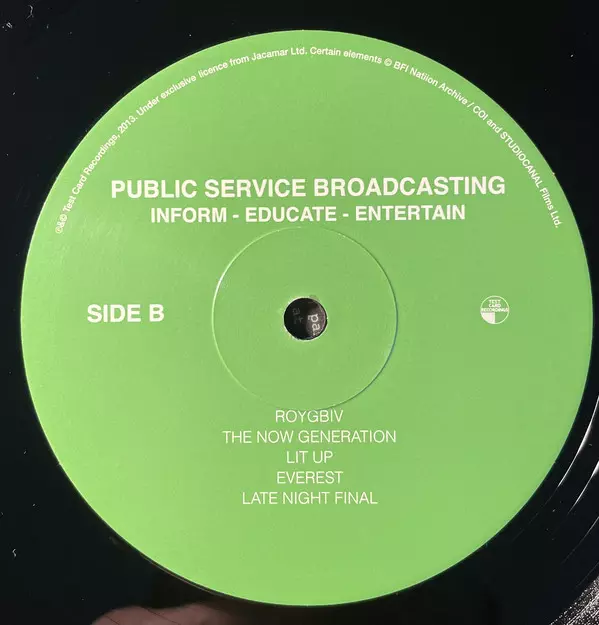 ℗&© Test Card Recordings, 2013. Under exclusive licence from Jacamar Ltd. Certain elements © BFI Natiion Archive / COI and STUDIOCANAL Films Ltd.
PUBLIC SERVICE BROADCASTING
INFORM - EDUCATE - ENTERTAIN
SIDE B
TEST
CARD
RECORDINGS
ROYGBIV
THE NOW GENERATION
LIT UP
EVEREST
LATE NIGHT FINAL